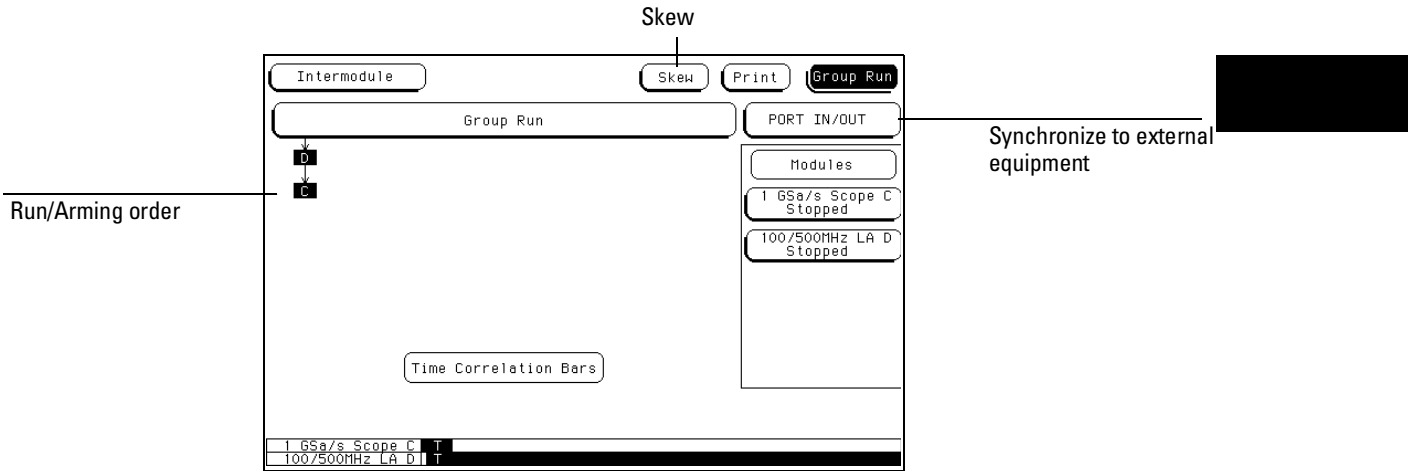 Skew
Intermodule
Skew
Print
Group Run
Group Run
PORT IN/OUT
Synchronize to external
equipment
D
C
Run/Arming order
Modules
1 GSa/s Scope C
Stopped
100/500MHz LA D
Stopped
Time Correlation Bars
1 GSa/s Scope C T
100/500MHz LA D T